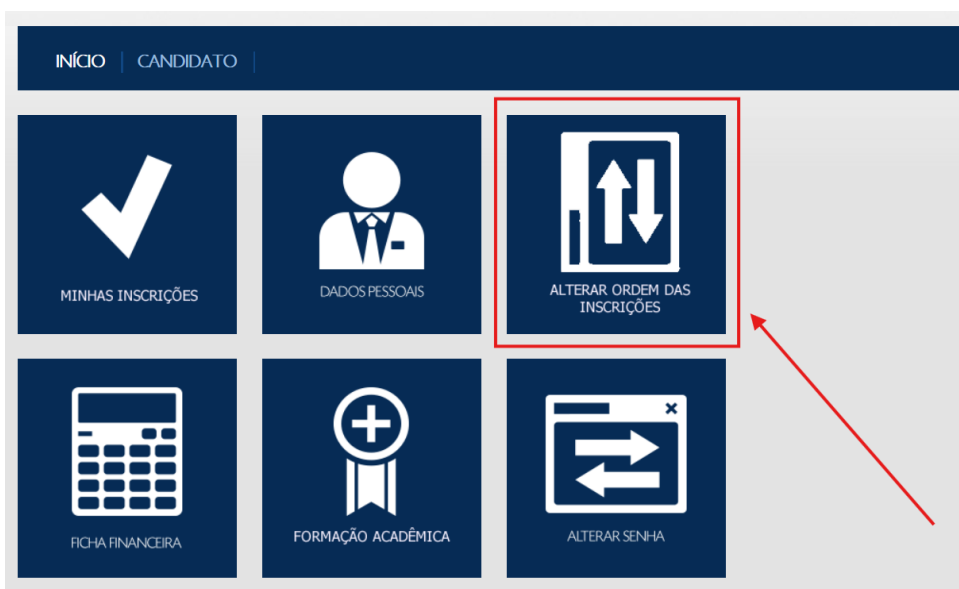 INÍCIO | CANDIDATO |
MINHAS INSCRIÇÕES
DADOS PESSOAIS
ALTERAR ORDEM DAS
INSCRIÇÕES
FICHA FINANCEIRA
FORMAÇÃO ACADÊMICA
ALTERAR SENHA